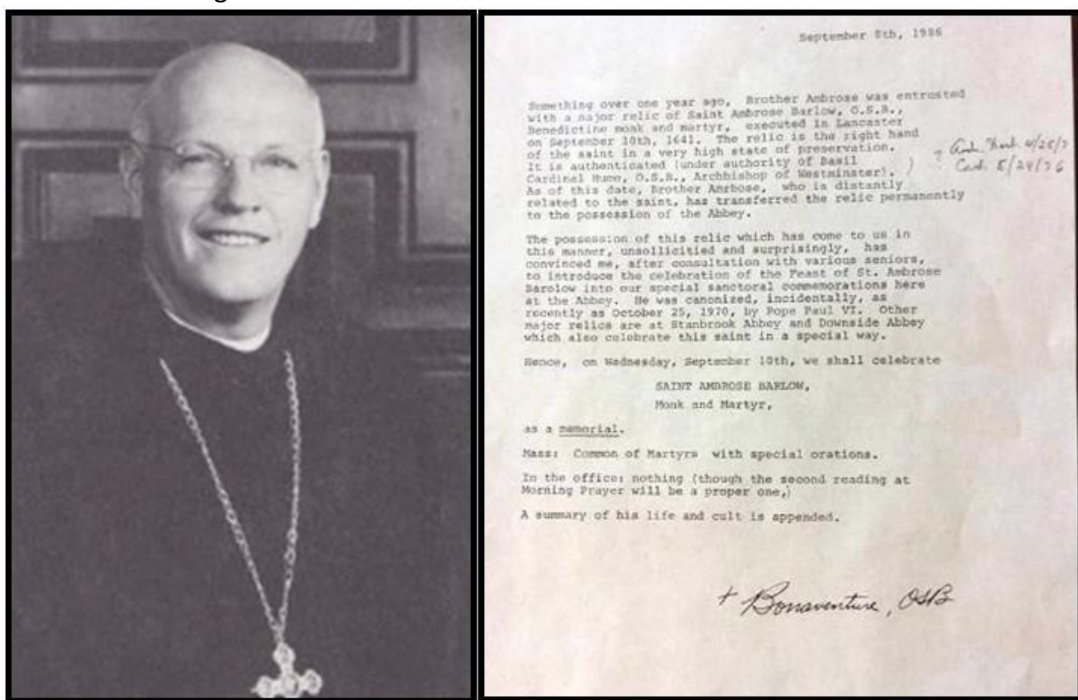 September 8th, 1986
Something over one year ago, Brother Ambrose was entrusted
with a major relic of Saint Ambrose Barlow, O.S.B.,
Benedictine monk and martyr, executed in Lancaster
on September 10th, 1641. The relic is the right hand
of the saint in a very high state of preservation.
It is authenticated (under authority of Basil
Cardinal Hume, O.S.B., Archbishop of Westminster).
As of this date, Brother Ambrose, who is distantly
related to the saint, has transferred the relic permanently
to the possession of the Abbey.
?
Card.
The possession of this relic which has come to us in
this manner, unsollicitied and surprisingly, has
convinced me, after consultation with various seniors,
to introduce the celebration of the Feast of St. Ambrose
Barolow into our special sanctoral commemorations here
at the Abbey. He was canonized, incidentally, as
recently as October 25, 1970, by Pope Paul VI. Other
major relics are at Stanbrook Abbey and Downside Abbey
which also celebrate this saint in a special way.
Hence, on Wednesday, September 10th, we shall celebrate
SAINT AMBROSE BARLOW,
Monk and Martyr,
as a memorial.
Mass: Common of Martyrs with special orations.
In the office: nothing (though the second reading at
Morning Prayer will be a proper one,)
A summary of his life and cult is appended.
+ Bonaventure, OSB